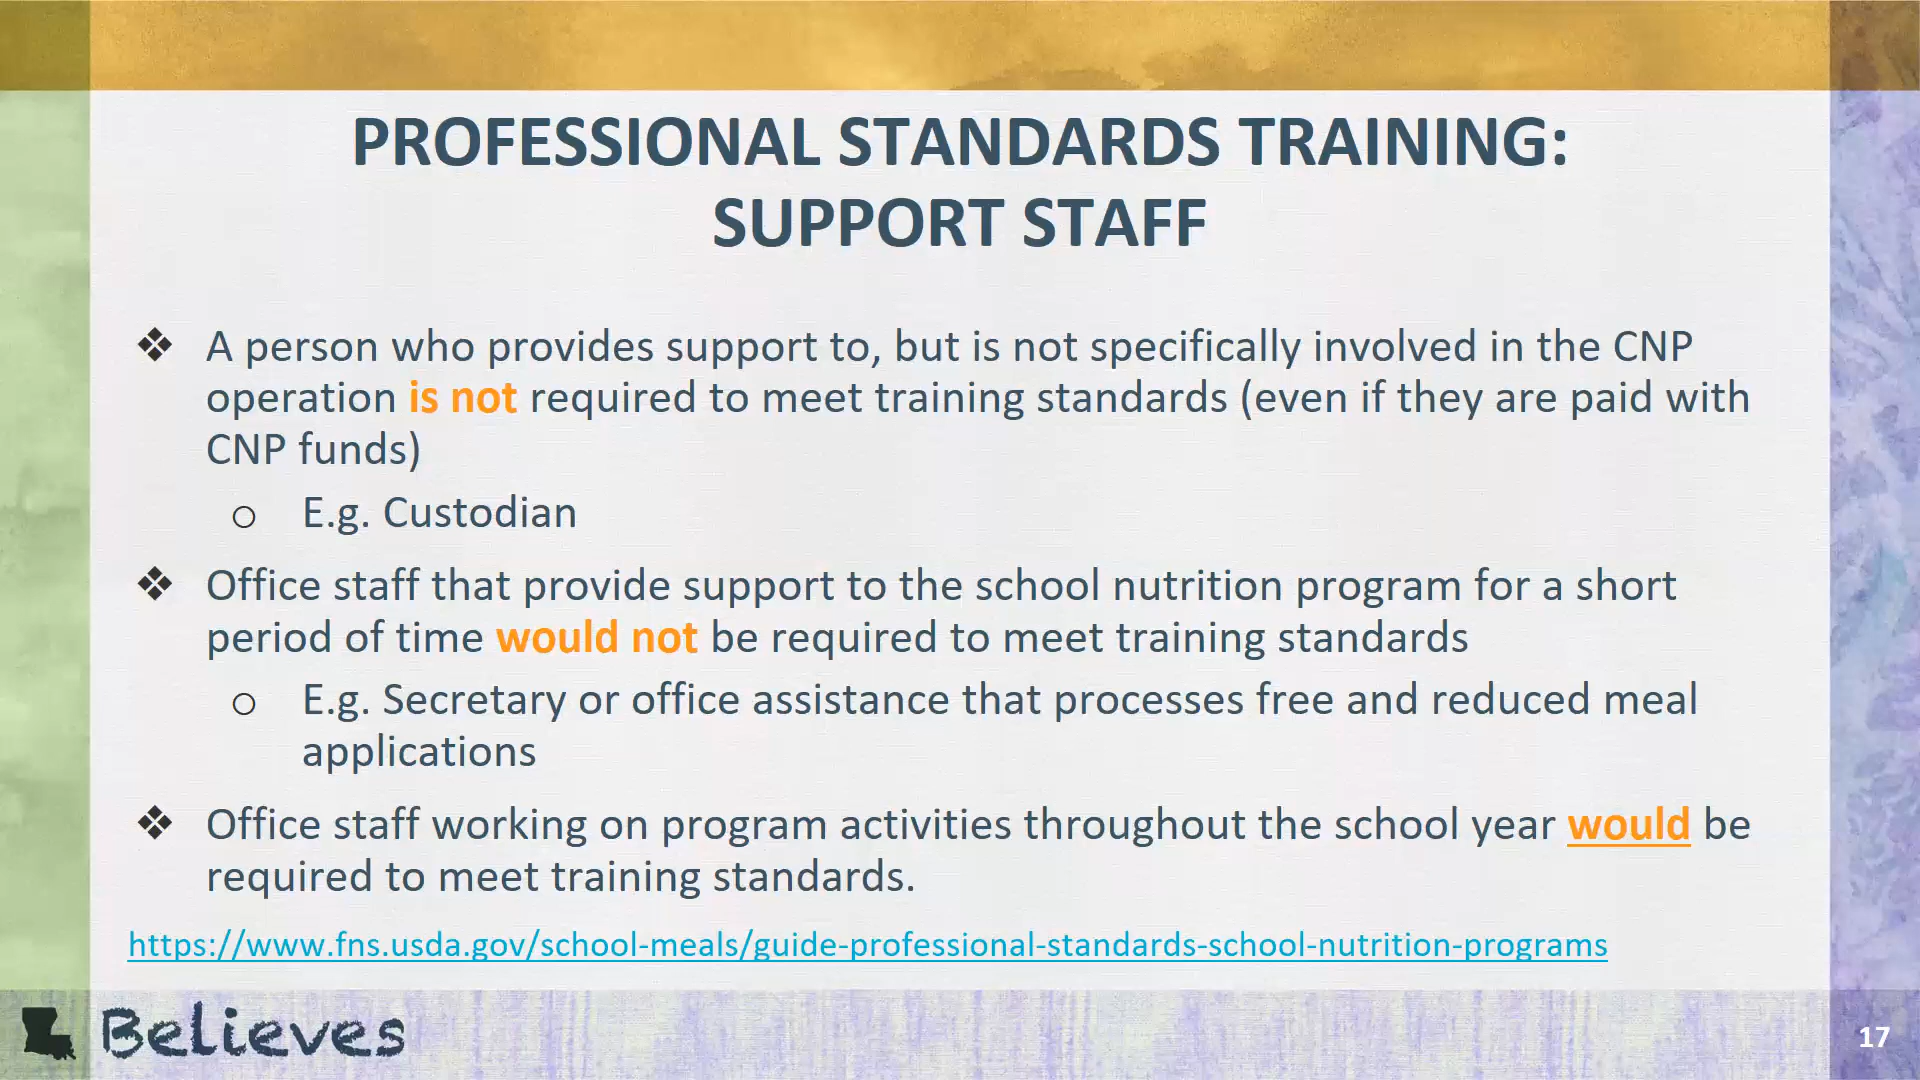 PROFESSIONAL STANDARDS TRAINING:
SUPPORT STAFF
❖ A person who provides support to, but is not specifically involved in the CNP
operation is not required to meet training standards (even if they are paid with
CNP funds)
o E.g. Custodian
❖ Office staff that provide support to the school nutrition program for a short
period of time would not be required to meet training standards
o E.g. Secretary or office assistance that processes free and reduced meal
applications
❖ Office staff working on program activities throughout the school year would be
required to meet training standards.
https://www.fns.usda.gov/school-meals/guide-professional-standards-school-nutrition-programs
Believes
17